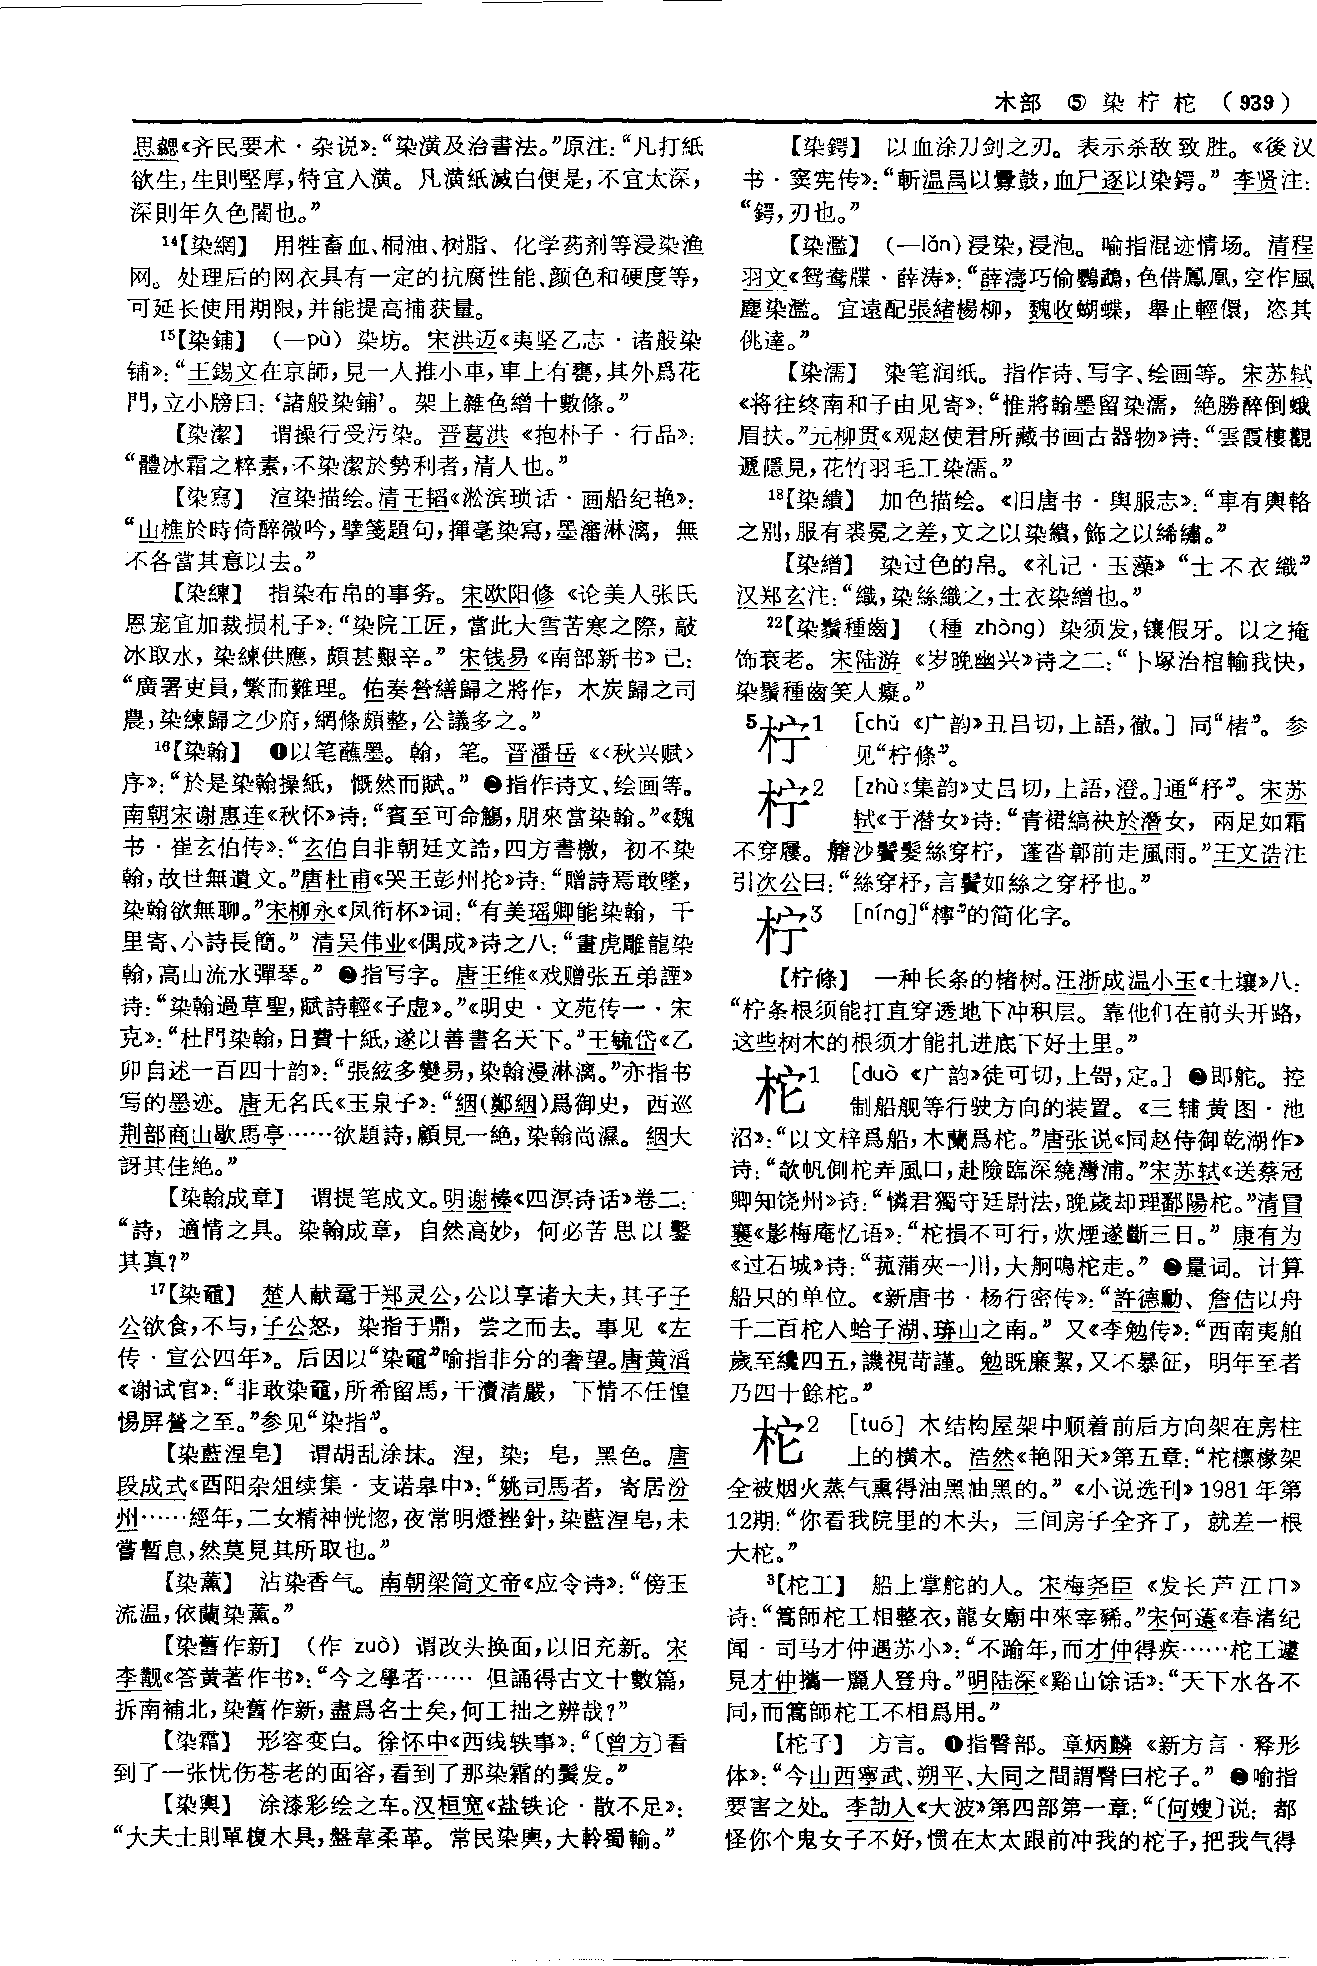 木部 ⑤ 染柠柁 （939）
思勰《齐民要术·杂说》：“染潢及治書法。”原注：“凡打紙
欲生，生則堅厚，特宜入潢。凡潢紙滅白便是，不宜太深，
深則年久色闇也。”
14【染網】 用牲畜血、桐油、树脂、化学药剂等浸染渔
网。处理后的网衣具有一定的抗腐性能、颜色和硬度等，
可延长使用期限，并能提高捕获量。
15【染鋪】 （—pù）染坊。宋洪迈《夷坚乙志·诸般染
铺》：“王錫文在京師，見一人推小車，車上有甕，其外爲花
門，立小牓曰：‘諸般染鋪’。架上雜色繒十數條。”
【染潔】 谓操行受污染。晋葛洪《抱朴子·行品》：
“體冰霜之粹素，不染潔於勢利者，清人也。”
【染寫】 渲染描绘。清王韬《淞滨琐话·画船纪艳》：
“山樵於時倚醉微吟，擘箋題句，揮毫染寫，墨瀋淋漓，無
不各當其意以去。”
【染練】 指染布帛的事务。宋欧阳修《论美人张氏
恩宠宜加裁损札子》：“染院工匠，當此大雪苦寒之際，敲
冰取水，染練供應，頗甚艱辛。”宋钱易《南部新书》己：
“廣署吏員，繁而難理。佑奏營繕歸之將作，木炭歸之司
農，染練歸之少府，綱條頗整，公議多之。”
16【染翰】 ❶以笔蘸墨。翰，笔。晋潘岳《〈秋兴赋〉
序》：“於是染翰操紙，慨然而賦。”❷指作诗文、绘画等。
南朝宋谢惠连《秋怀》诗：“賓至可命觴，朋來當染翰。”《魏
书·崔玄伯传》：“玄伯自非朝廷文誥，四方書檄，初不染
翰，故世無遺文。”唐杜甫《哭王彭州抡》诗：“贈詩焉敢墜，
染翰欲無聊。”宋柳永《凤衔杯》词：“有美瑶卿能染翰，千
里寄、小詩長簡。”清吴伟业《偶成》诗之八：“畫虎雕龍染
翰，高山流水彈琴。”❸指写字。唐王维《戏赠张五弟諲》
诗：“染翰過草聖，賦詩輕《子虚》。”《明史·文苑传一·宋
克》：“杜門染翰，日費十紙，遂以善書名天下。”王毓岱《乙
卯自述一百四十韵》：“張絃多變易，染翰漫淋漓。”亦指书
写的墨迹。唐无名氏《玉泉子》：“絪（鄭絪）爲御史，西巡
荆部商山歇馬亭……欲題詩，顧見一絶，染翰尚濕。絪大
訝其佳絶。”
【染翰成章】 谓提笔成文。明谢榛《四溟诗话》卷二：
“詩，適情之具。染翰成章，自然高妙，何必苦思以鑿
其真？”
17【染黿】 楚人献鼋于郑灵公，公以享诸大夫，其子子
公欲食，不与，子公怒，染指于鼎，尝之而去。事见《左
传·宣公四年》。后因以“染黿”喻指非分的奢望。唐黄滔
《谢试官》：“非敢染黿，所希留馬，干瀆清嚴，下情不任惶
惕屏營之至。”参见“染指”。
【染藍涅皂】 谓胡乱涂抹。涅，染；皂，黑色。唐
段成式《酉阳杂俎续集·支诺皋中》：“姚司馬者，寄居汾
州……經年，二女精神恍惚，夜常明燈挫針，染藍涅皂，未
嘗暫息，然莫見其所取也。”
【染薰】 沾染香气。南朝梁简文帝《应令诗》：“傍玉
流温，依蘭染薰。”
【染舊作新】 （作 zuò）谓改头换面，以旧充新。宋
李觏《答黄著作书》：“今之學者……但誦得古文十數篇，
拆南補北，染舊作新，盡爲名士矣，何工拙之辨哉？”
【染霜】 形容变白。徐怀中《西线轶事》：“〔曾方〕看
到了一张忧伤苍老的面容，看到了那染霜的鬓发。”
【染輿】 涂漆彩绘之车。汉桓宽《盐铁论·散不足》：
“大夫士則單椱木具，盤韋柔革。常民染輿，大軨蜀輸。”
【染鍔】 以血涂刀剑之刃。表示杀敌致胜。《後汉
书·窦宪传》：“斬温禺以釁鼓，血尸逐以染鍔。”李贤注：
“鍔，刃也。”
【染濫】 （—lǎn）浸染，浸泡。喻指混迹情场。清程
羽文《鸳鸯牒·薛涛》：“薛濤巧偷鸚鵡，色借鳳凰，空作風
塵染濫。宜遠配張緒楊柳，魏收蝴蝶，舉止輕儇，恣其
佻達。”
【染濡】 染笔润纸。指作诗、写字、绘画等。宋苏轼
《将往终南和子由见寄》：“惟將翰墨留染濡，絶勝醉倒蛾
眉扶。”元柳贯《观赵使君所藏书画古器物》诗：“雲霞樓觀
遞隱見，花竹羽毛工染濡。”
18【染繢】 加色描绘。《旧唐书·舆服志》：“車有輿輅
之别，服有裘冕之差，文之以染繢，飾之以絺繡。”
【染繒】 染过色的帛。《礼记·玉藻》“士不衣織”
汉郑玄注：“織，染絲織之，士衣染繒也。”
22【染鬚種齒】 （種 zhòng）染须发，镶假牙。以之掩
饰衰老。宋陆游《岁晚幽兴》诗之二：“卜塚治棺輸我快，
染鬚種齒笑人癡。”
5柠1 ［chǔ《广韵》丑吕切，上語，徹。］同“楮”。参
见“柠條”。
柠2 ［zhù《集韵》丈吕切，上語，澄。］通“杼”。宋苏
轼《于潜女》诗：“青裙縞袂於潛女，兩足如霜
不穿屨。䰀沙鬢髮絲穿柠，蓬沓鄣前走風雨。”王文诰注
引次公曰：“絲穿杼，言鬢如絲之穿杼也。”
柠3 ［níng］“檸”的简化字。
【柠條】 一种长条的楮树。汪浙成温小玉《土壤》八：
“柠条根须能打直穿透地下冲积层。靠他们在前头开路，
这些树木的根须才能扎进底下好土里。”
柁1 ［duò《广韵》徒可切，上哿，定。］❶即舵。控
制船舰等行驶方向的装置。《三辅黄图·池
沼》：“以文梓爲船，木蘭爲柁。”唐张说《同赵侍御乾湖作》
诗：“欹帆側柁弄風口，赴險臨深繞灣浦。”宋苏轼《送蔡冠
卿知饶州》诗：“憐君獨守廷尉法，晚歲却理鄱陽柁。”清冒
襄《影梅庵忆语》：“柁損不可行，炊煙遂斷三日。”康有为
《过石城》诗：“菰蒲夾一川，大舸鳴柁走。”❷量词。计算
船只的单位。《新唐书·杨行密传》：“許德勳、詹佶以舟
千二百柁入蛤子湖、瑹山之南。”又《李勉传》：“西南夷舶
歲至纔四五，譏視苛謹。勉既廉絜，又不暴征，明年至者
乃四十餘柁。”
柁2 ［tuó］木结构屋架中顺着前后方向架在房柱
上的横木。浩然《艳阳天》第五章：“柁檩椽架
全被烟火蒸气熏得油黑油黑的。”《小说选刊》1981年第
12期：“你看我院里的木头，三间房子全齐了，就差一根
大柁。”
3【柁工】 船上掌舵的人。宋梅尧臣《发长芦江口》
诗：“篙師柁工相整衣，龍女廟中來宰豨。”宋何薳《春渚纪
闻·司马才仲遇苏小》：“不踰年，而才仲得疾……柁工遽
見才仲攜一麗人登舟。”明陆深《谿山馀话》：“天下水各不
同，而篙師柁工不相爲用。”
【柁子】 方言。❶指臀部。章炳麟《新方言·释形
体》：“今山西寧武、朔平、大同之間謂臀曰柁子。”❷喻指
要害之处。李劼人《大波》第四部第一章：“〔何嫂〕说：都
怪你个鬼女子不好，惯在太太跟前冲我的柁子，把我气得